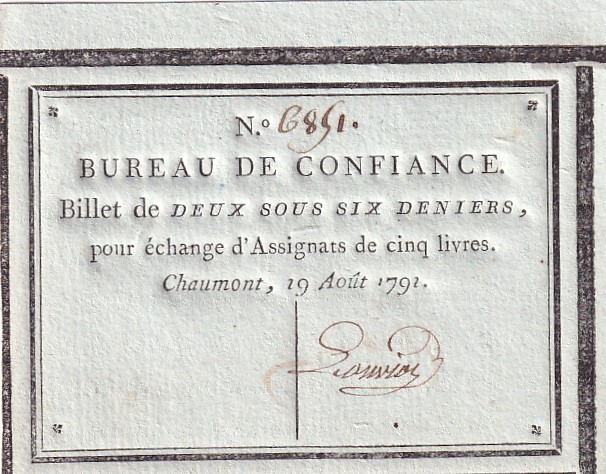 N.º 6851.
BUREAU DE CONFIANCE.
Billet de DEUX SOUS SIX DENIERS,
pour échange d'Assignats de cinq livres.
Chaumont, 19 Août 1791.